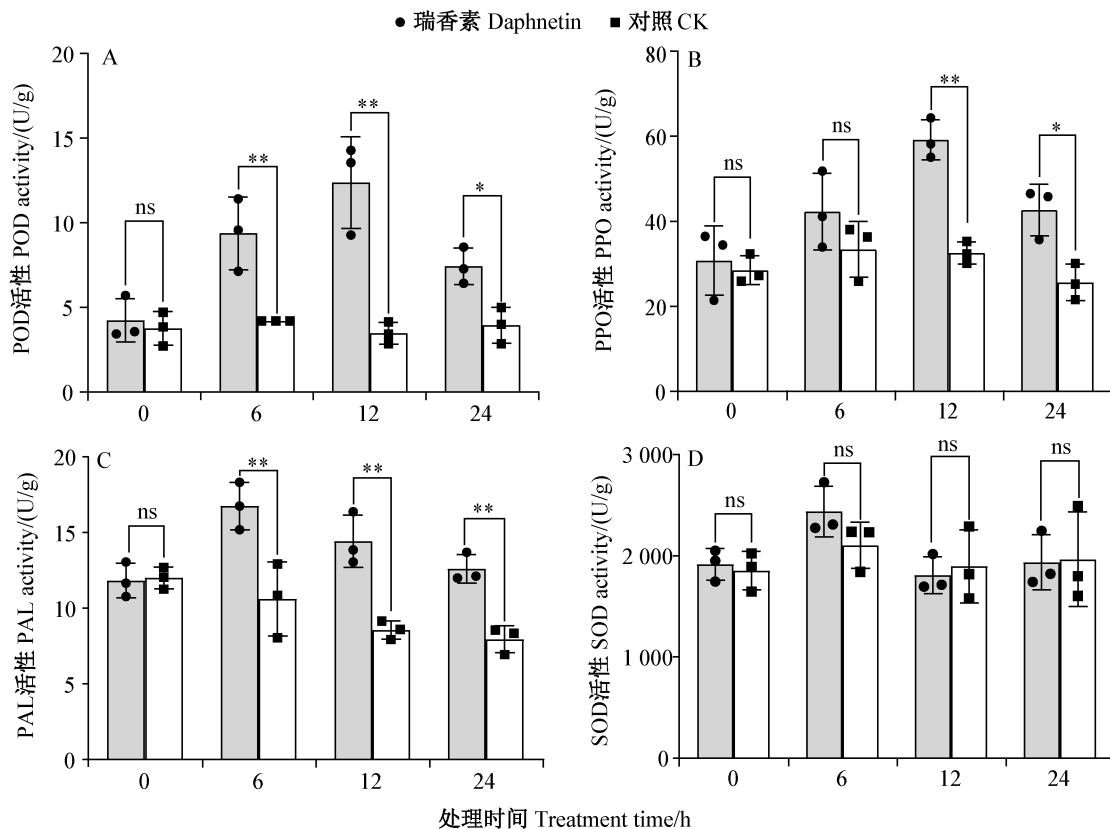 瑞香素 Daphnetin 对照 CK
A
POD活性 POD activity/(U/g)
20
15
10
5
0
ns
**
**
*
0 6 12 24
B
PPO活性 PPO activity/(U/g)
80
60
40
20
0
ns
ns
**
*
0 6 12 24
C
PAL活性 PAL activity/(U/g)
20
15
10
5
0
ns
**
**
**
0 6 12 24
D
SOD活性 SOD activity/(U/g)
3 000
2 000
1 000
0
ns
ns
ns
ns
0 6 12 24
处理时间 Treatment time/h